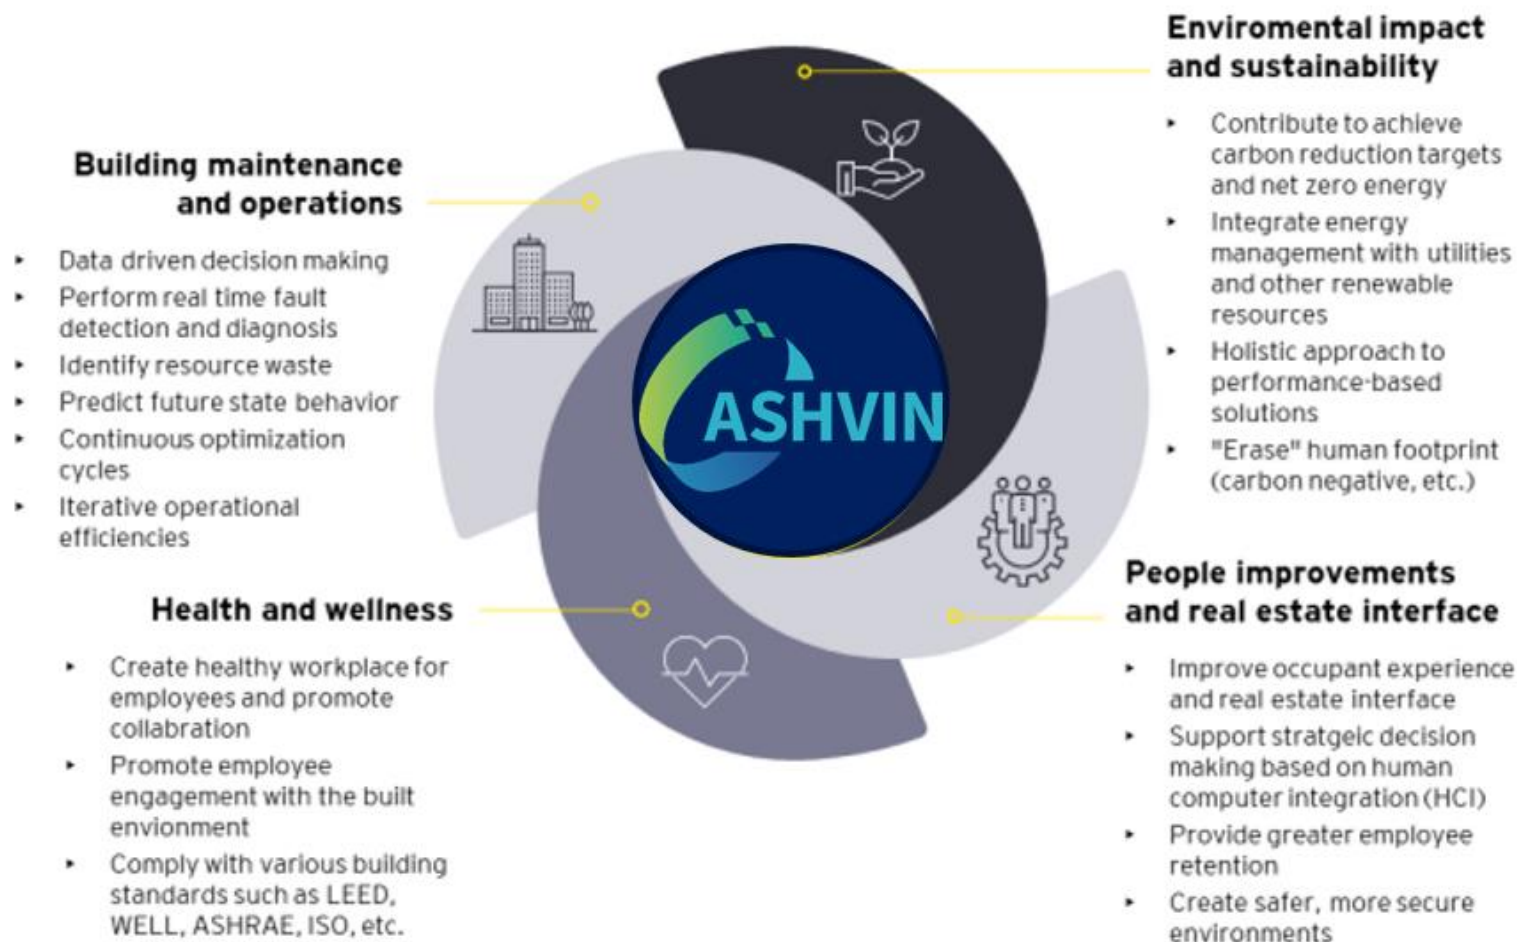 Building maintenance
and operations
Data driven decision making
Perform real time fault
detection and diagnosis
Identify resource waste
Predict future state behavior
Continuous optimization
cycles
Iterative operational
efficiencies
Health and wellness
Create healthy workplace for
employees and promote
collabration
Promote employee
engagement with the built
envionment
Comply with various building
standards such as LEED,
WELL, ASHRAE, ISO, etc.
ASHVIN
Enviromental impact
and sustainability
Contribute to achieve
carbon reduction targets
and net zero energy
Integrate energy
management with utilities
and other renewable
resources
Holistic approach to
performance-based
solutions
"Erase" human footprint
(carbon negative, etc.)
People improvements
and real estate interface
Improve occupant experience
and real estate interface
Support stratgeic decision
making based on human
computer integration (HCI)
Provide greater employee
retention
Create safer, more secure
environments